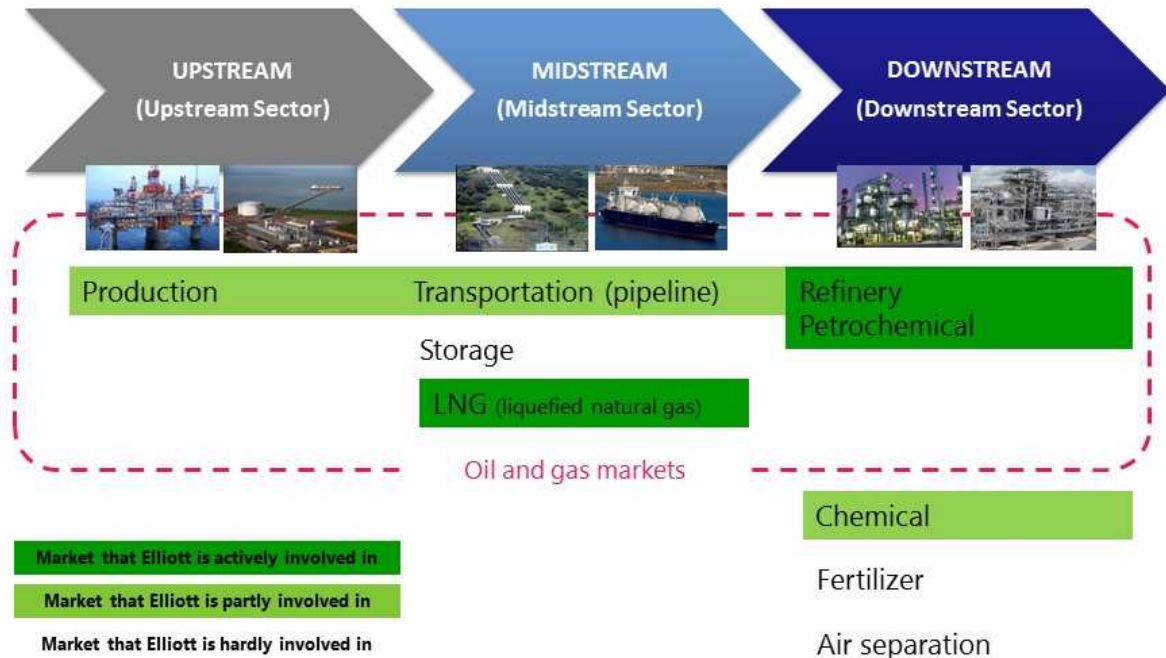 UPSTREAM
(Upstream Sector)
MIDSTREAM
(Midstream Sector)
DOWNSTREAM
(Downstream Sector)
Production
Transportation (pipeline)
Refinery
Petrochemical
Storage
LNG (liquefied natural gas)
Oil and gas markets
Chemical
Fertilizer
Air separation
Market that Elliott is actively involved in
Market that Elliott is partly involved in
Market that Elliott is hardly involved in